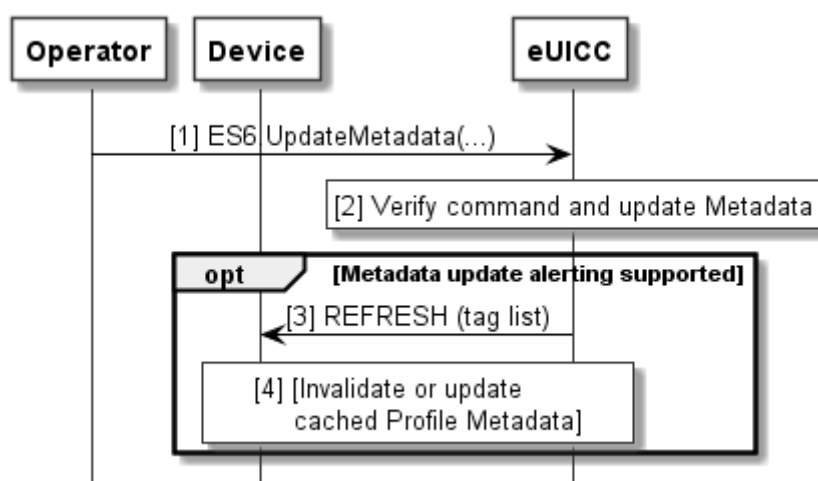 Operator Device eUICC
[1] ES6.UpdateMetadata(...)
[2] Verify command and update Metadata
opt [Metadata update alerting supported]
[3] REFRESH (tag list)
[4] [Invalidate or update
cached Profile Metadata]